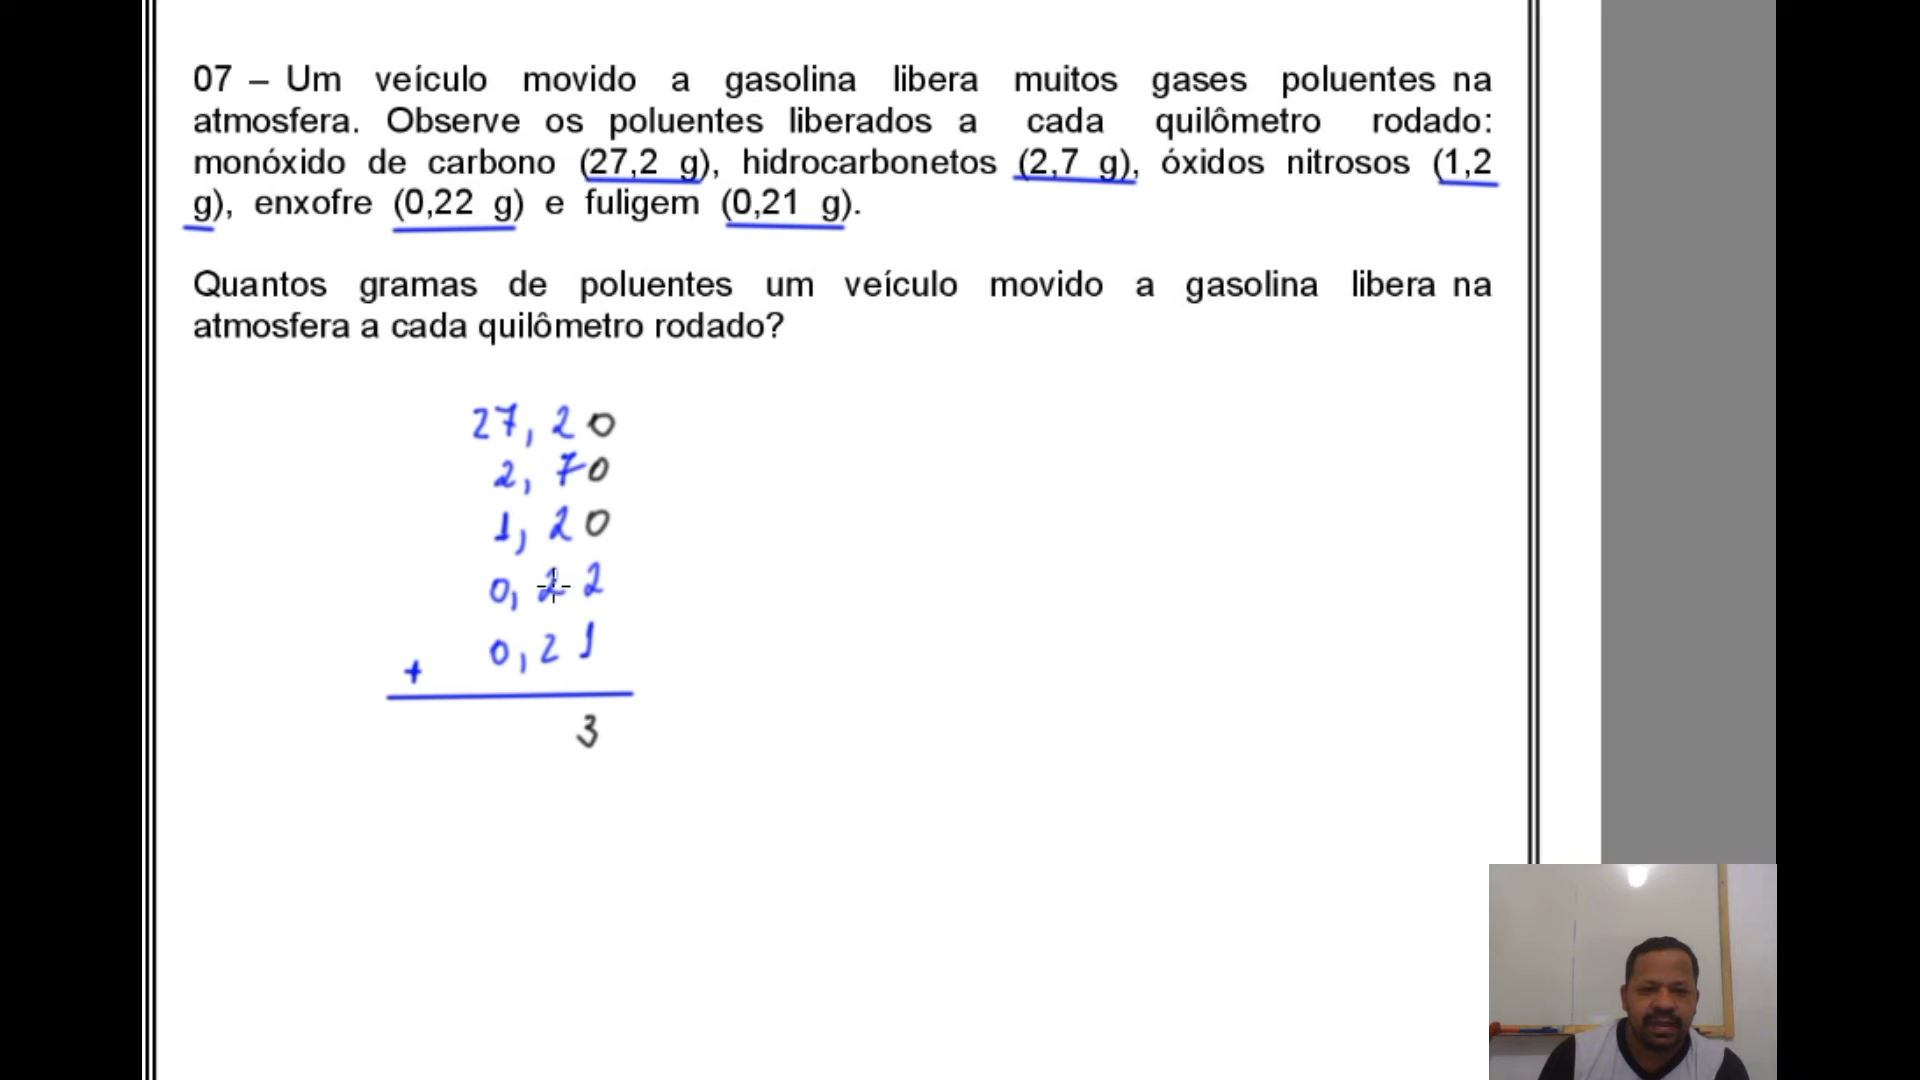 07 – Um veículo movido a gasolina libera muitos gases poluentes na
atmosfera. Observe os poluentes liberados a cada quilômetro rodado:
monóxido de carbono (27,2 g), hidrocarbonetos (2,7 g), óxidos nitrosos (1,2
g), enxofre (0,22 g) e fuligem (0,21 g).
Quantos gramas de poluentes um veículo movido a gasolina libera na
atmosfera a cada quilômetro rodado?
27,20
2,70
1,20
0,22
+ 0,21
3